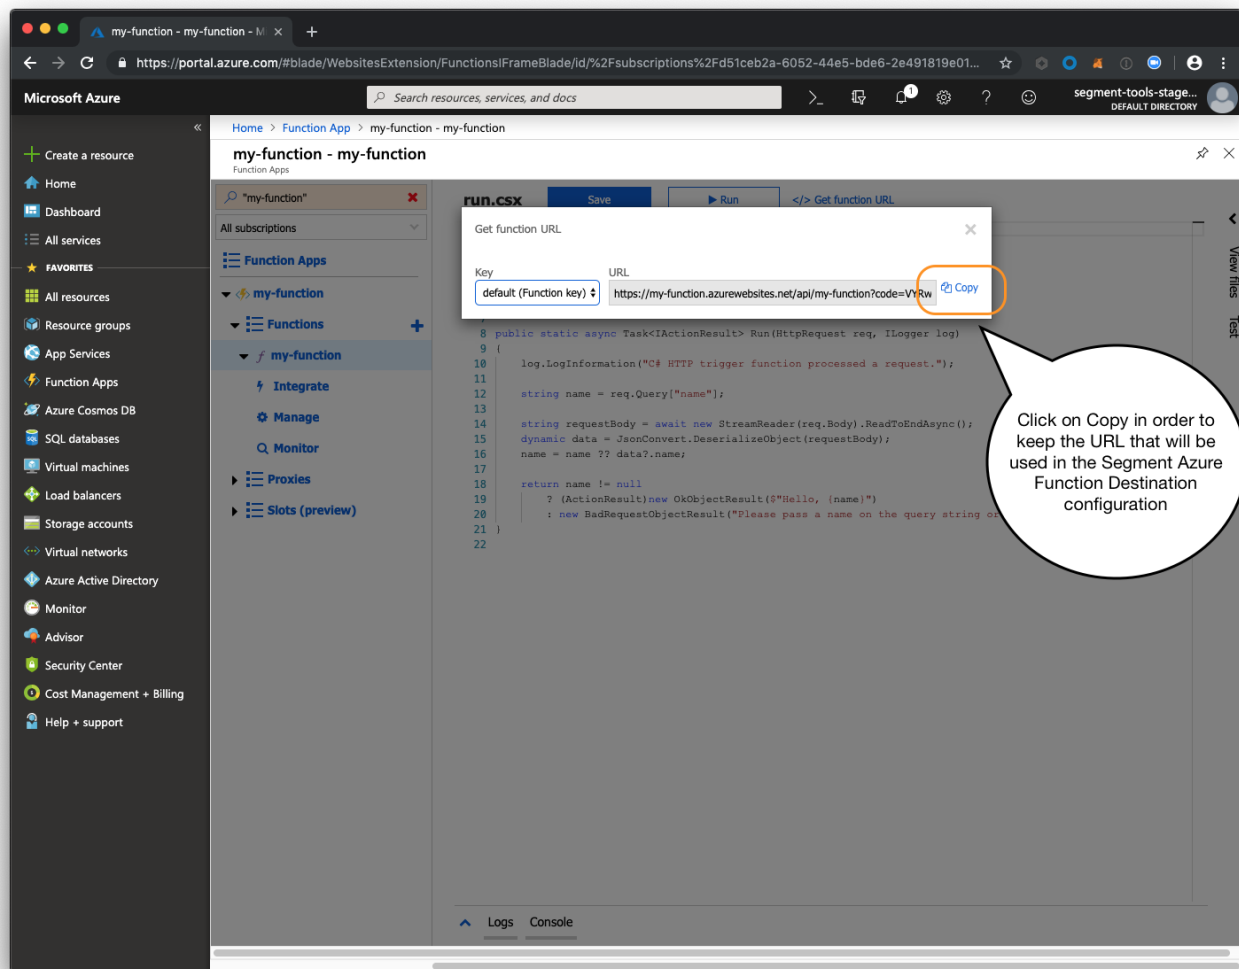 my-function - my-function - M
https://portal.azure.com/#blade/WebsitesExtension/FunctionsIFrameBlade/id/%2Fsubscriptions%2Fd51ceb2a-6052-44e5-bde6-2e491819e01...
Microsoft Azure
Search resources, services, and docs
1
segment-tools-stage...
DEFAULT DIRECTORY
Create a resource
Home
Dashboard
All services
FAVORITES
All resources
Resource groups
App Services
Function Apps
Azure Cosmos DB
SQL databases
Virtual machines
Load balancers
Storage accounts
Virtual networks
Azure Active Directory
Monitor
Advisor
Security Center
Cost Management + Billing
Help + support
Home > Function App > my-function - my-function
my-function - my-function
Function Apps
"my-function"
All subscriptions
Function Apps
my-function
Functions
my-function
Integrate
Manage
Monitor
Proxies
Slots (preview)
run.csx
Save
Run
</> Get function URL
Get function URL
Key
URL
default (Function key)
https://my-function.azurewebsites.net/api/my-function?code=VYRw
Copy
8 public static async Task<IActionResult> Run(HttpRequest req, ILogger log)
9 {
10 log.LogInformation("C# HTTP trigger function processed a request.");
11
12 string name = req.Query["name"];
13
14 string requestBody = await new StreamReader(req.Body).ReadToEndAsync();
15 dynamic data = JsonConvert.DeserializeObject(requestBody);
16 name = name ?? data?.name;
17
18 return name != null
19 ? (ActionResult)new OkObjectResult($"Hello, {name}")
20 : new BadRequestObjectResult("Please pass a name on the query string or
21 }
22
View files
Test
Click on Copy in order to
keep the URL that will be
used in the Segment Azure
Function Destination
configuration
Logs
Console